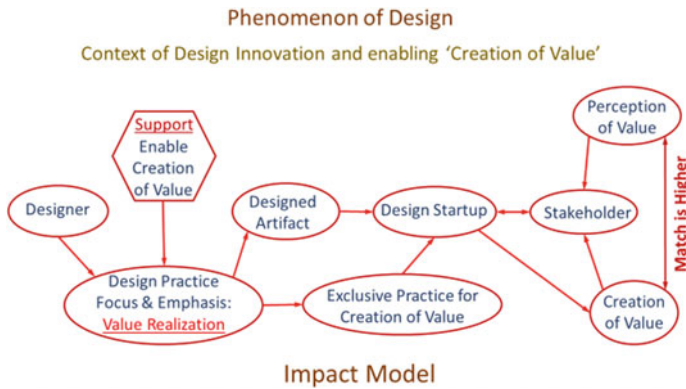 Phenomenon of Design
Context of Design Innovation and enabling ‘Creation of Value’
Support
Enable
Creation
of Value
Perception
of Value
Designer
Designed
Artifact
Design Startup
Stakeholder
Match is Higher
Design Practice
Focus & Emphasis:
Value Realization
Exclusive Practice for
Creation of Value
Creation
of Value
Impact Model